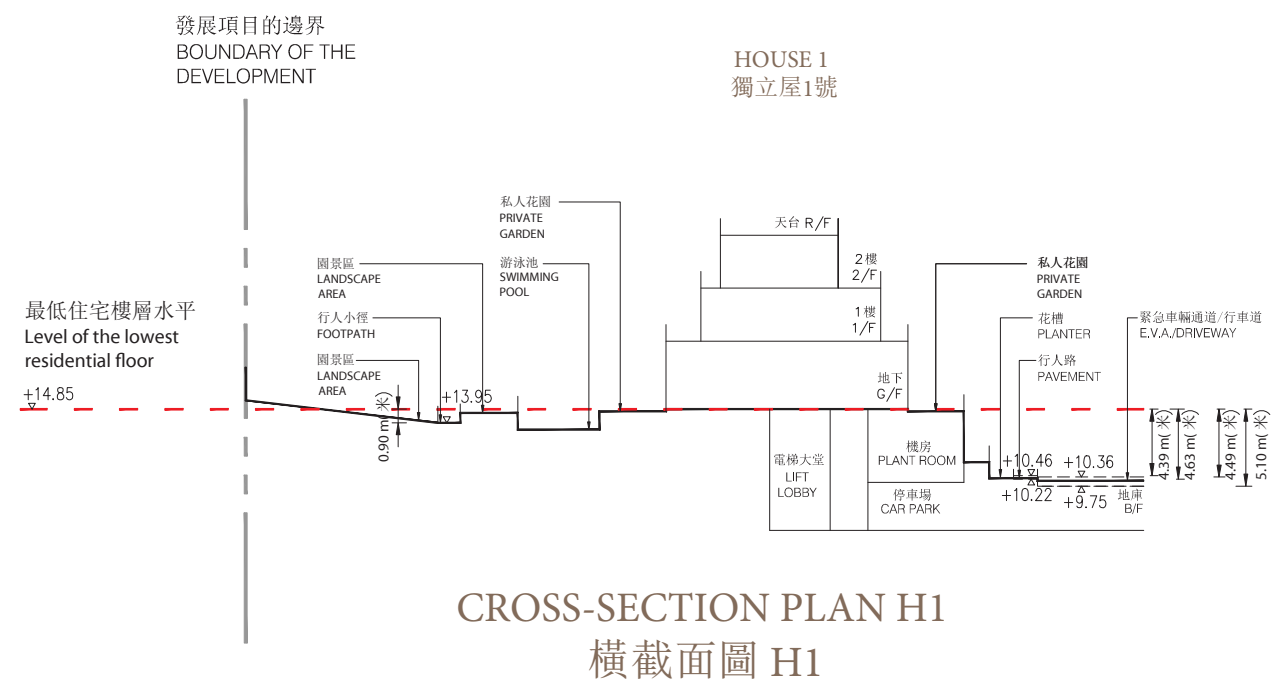 發展項目的邊界
BOUNDARY OF THE
DEVELOPMENT
HOUSE 1
獨立屋1號
私人花園
PRIVATE
GARDEN
天台 R/F
園景區
LANDSCAPE
AREA
游泳池
SWIMMING
POOL
2樓
2/F
私人花園
PRIVATE
GARDEN
最低住宅樓層水平
Level of the lowest
residential floor
行人小徑
FOOTPATH
1樓
1/F
花槽
PLANTER
緊急車輛通道/行車道
E.V.A./DRIVEWAY
園景區
LANDSCAPE
AREA
行人路
PAVEMENT
地下
G/F
+14.85
+13.95
0.90 m(米)
電梯大堂
LIFT
LOBBY
機房
PLANT ROOM
停車場
CAR PARK
+10.46
+10.36
+10.22
+9.75
地庫
B/F
4.39 m(米)
4.63 m(米)
4.49 m(米)
5.10 m(米)
CROSS-SECTION PLAN H1
橫截面圖 H1